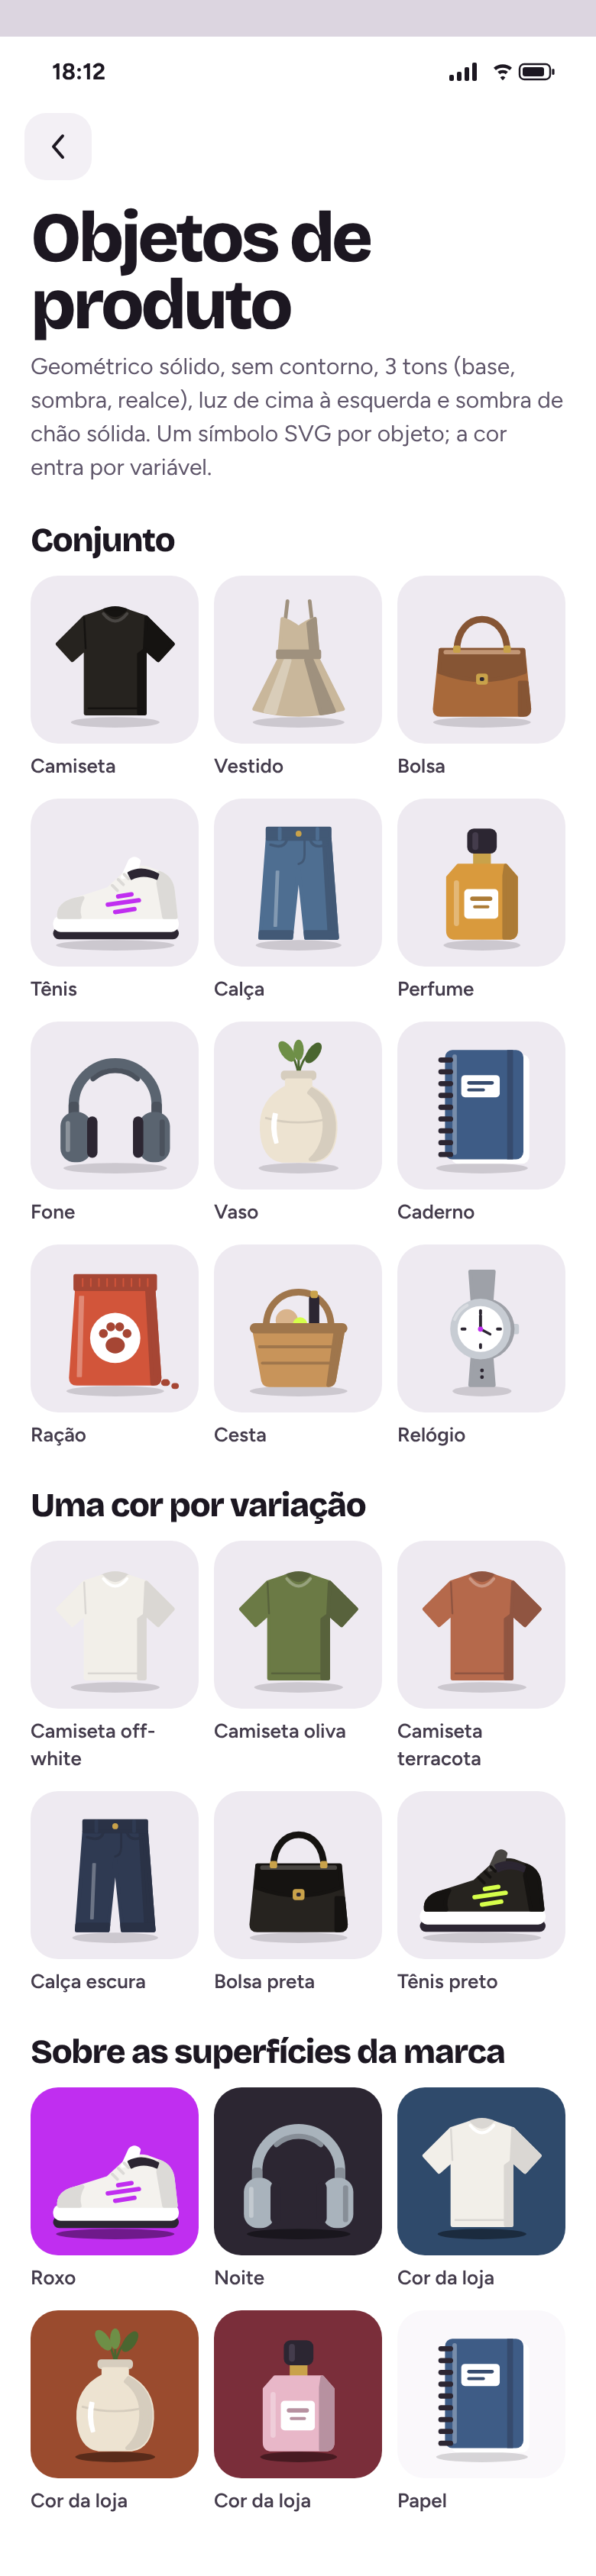 18:12
Objetos de
produto
Geométrico sólido, sem contorno, 3 tons (base,
sombra, realce), luz de cima à esquerda e sombra de
chão sólida. Um símbolo SVG por objeto; a cor
entra por variável.
Conjunto
Camiseta
Vestido
Bolsa
Tênis
Calça
Perfume
Fone
Vaso
Caderno
Ração
Cesta
Relógio
Uma cor por variação
Camiseta off-
white
Camiseta oliva
Camiseta
terracota
Calça escura
Bolsa preta
Tênis preto
Sobre as superfícies da marca
Roxo
Noite
Cor da loja
Cor da loja
Cor da loja
Papel